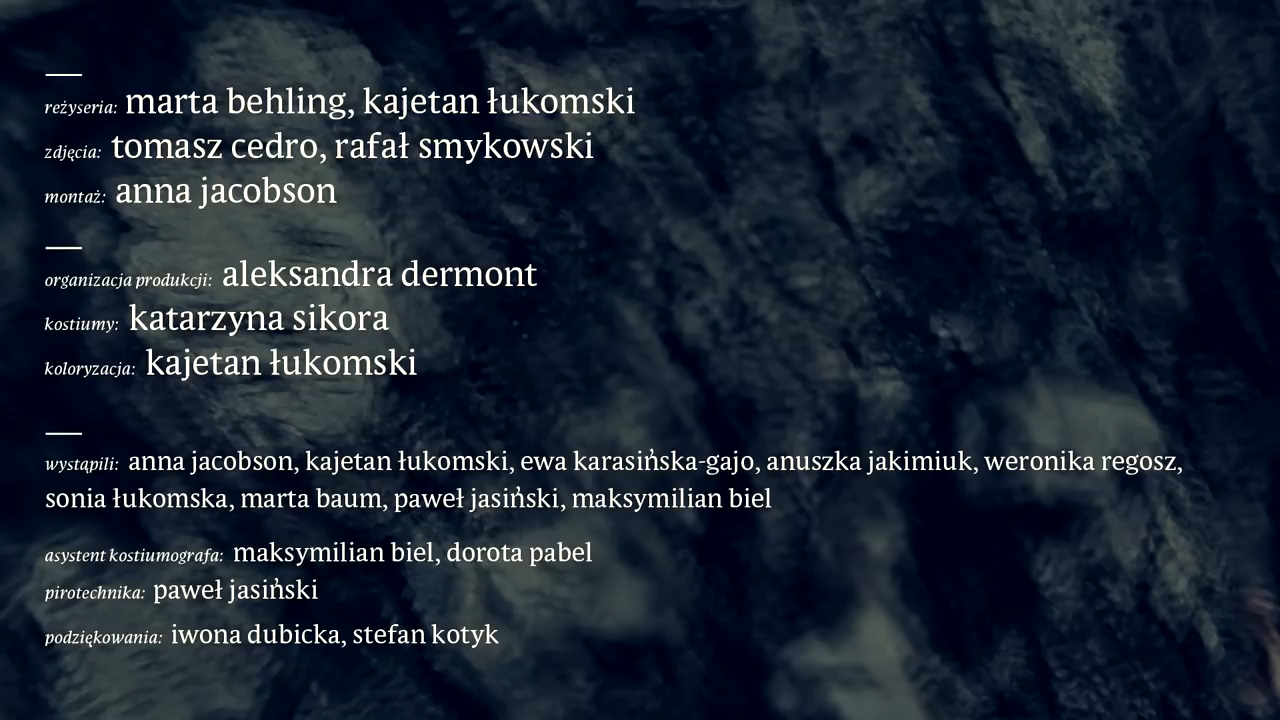 reżyseria: marta behling, kajetan łukomski
zdjęcia: tomasz cedro, rafał smykowski
montaż: anna jacobson
organizacja produkcji: aleksandra dermont
kostiumy: katarzyna sikora
koloryzacja: kajetan łukomski
wystąpili: anna jacobson, kajetan łukomski, ewa karasińska-gajo, anuszka jakimiuk, weronika regosz,
sonia łukomska, marta baum, paweł jasiński, maksymilian biel
asystent kostiumografa: maksymilian biel, dorota pabel
pirotechnika: paweł jasiński
podziękowania: iwona dubicka, stefan kotyk